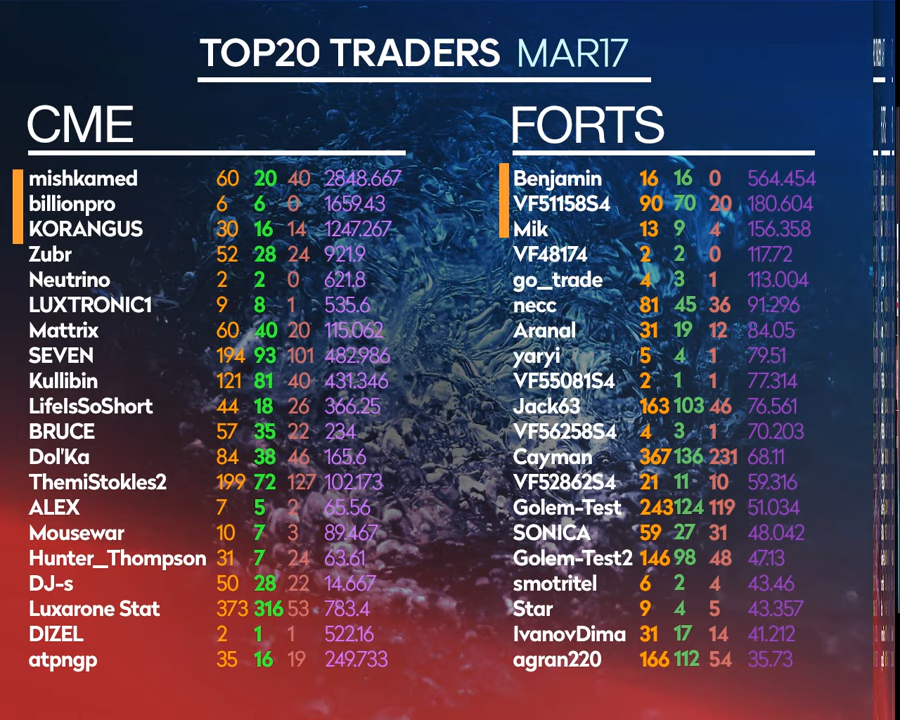 TOP20 TRADERS MAR17
CME
mishkamed 60 20 40 2848.667
billionpro 6 6 0 1659.43
KORANGUS 30 16 14 1247.267
Zubr 52 28 24 921.9
Neutrino 2 2 0 621.8
LUXTRONIC1 9 8 1 535.6
Mattrix 60 40 20 115.062
SEVEN 194 93 101 482.986
Kullibin 121 81 40 431.346
LifeIsSoShort 44 18 26 366.25
BRUCE 57 35 22 234
Dol'Ka 84 38 46 165.6
ThemiStokles2 199 72 127 102.173
ALEX 7 5 2 65.56
Mousewar 10 7 3 89.467
Hunter_Thompson 31 7 24 63.61
DJ-s 50 28 22 14.667
Luxarone Stat 373 316 53 783.4
DIZEL 2 1 1 522.16
atpngp 35 16 19 249.733
FORTS
Benjamin 16 16 0 564.454
VF51158S4 90 70 20 180.604
Mik 13 9 4 156.358
VF48174 2 2 0 117.72
go_trade 4 3 1 113.004
necc 81 45 36 91.296
Aranal 31 19 12 84.05
yaryi 5 4 1 79.51
VF55081S4 2 1 1 77.314
Jack63 163 103 46 76.561
VF56258S4 4 3 1 70.203
Cayman 367 136 231 68.11
VF52862S4 21 11 10 59.316
Golem-Test 243 124 119 51.034
SONICA 59 27 31 48.042
Golem-Test2 146 98 48 47.13
smotritel 6 2 4 43.46
Star 9 4 5 43.357
IvanovDima 31 17 14 41.212
agran220 166 112 54 35.73